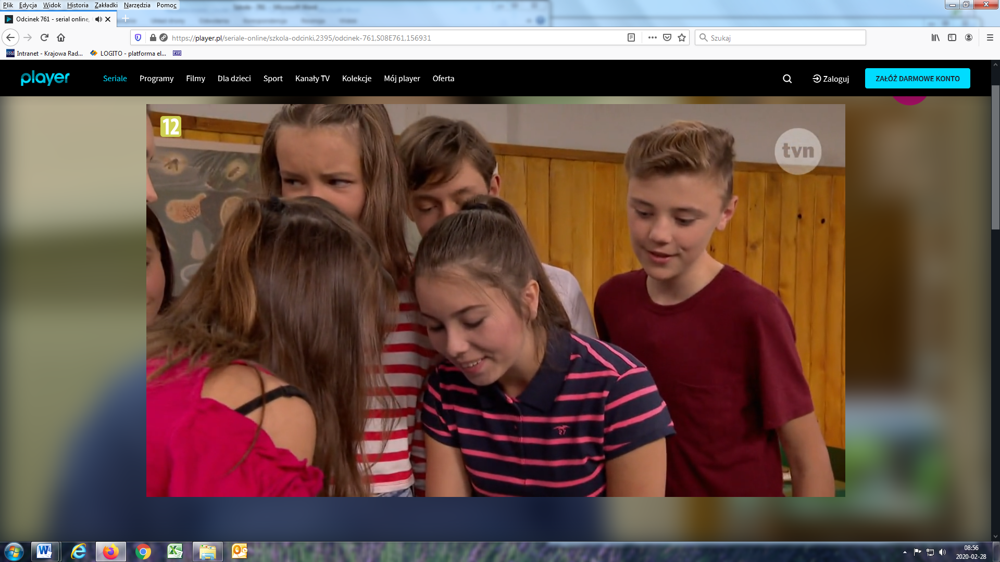 Plik Edycja Widok Historia Zakładki Narzędzia Pomoc
Odcinek 761 - serial online,
https://player.pl/seriale-online/szkola-odcinki,2395/odcinek-761,S08E761,156931
Szukaj
Intranet - Krajowa Rad... LOGITO - platforma el...
player Seriale Programy Filmy Dla dzieci Sport Kanały TV Kolekcje Mój player Oferta Zaloguj ZAŁÓŻ DARMOWE KONTO
12
tvn
27
08:56
2020-02-28